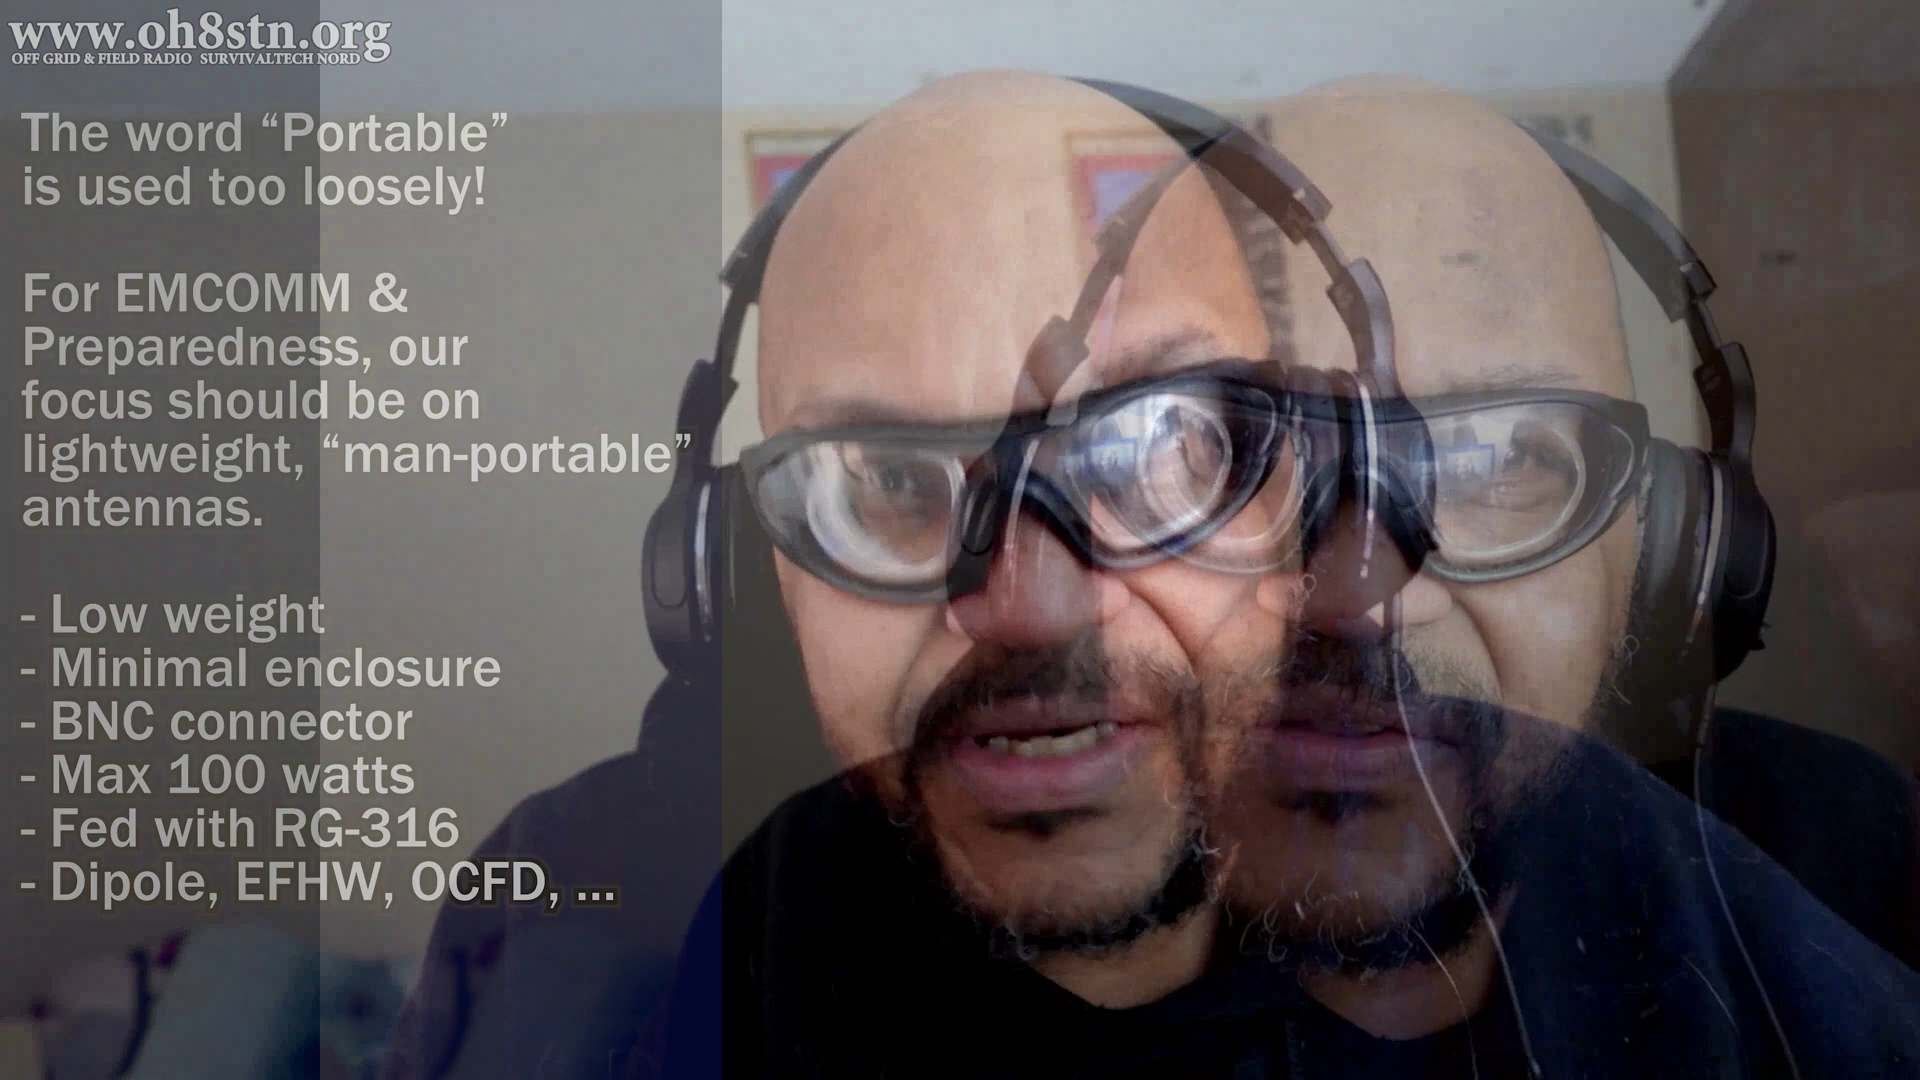 www.oh8stn.org
OFF GRID & FIELD RADIO SURVIVALTECH NORD
The word “Portable”
is used too loosely!
For EMCOMM &
Preparedness, our
focus should be on
lightweight, “man-portable”
antennas.
- Low weight
- Minimal enclosure
- BNC connector
- Max 100 watts
- Fed with RG-316
- Dipole, EFHW, OCFD, ...